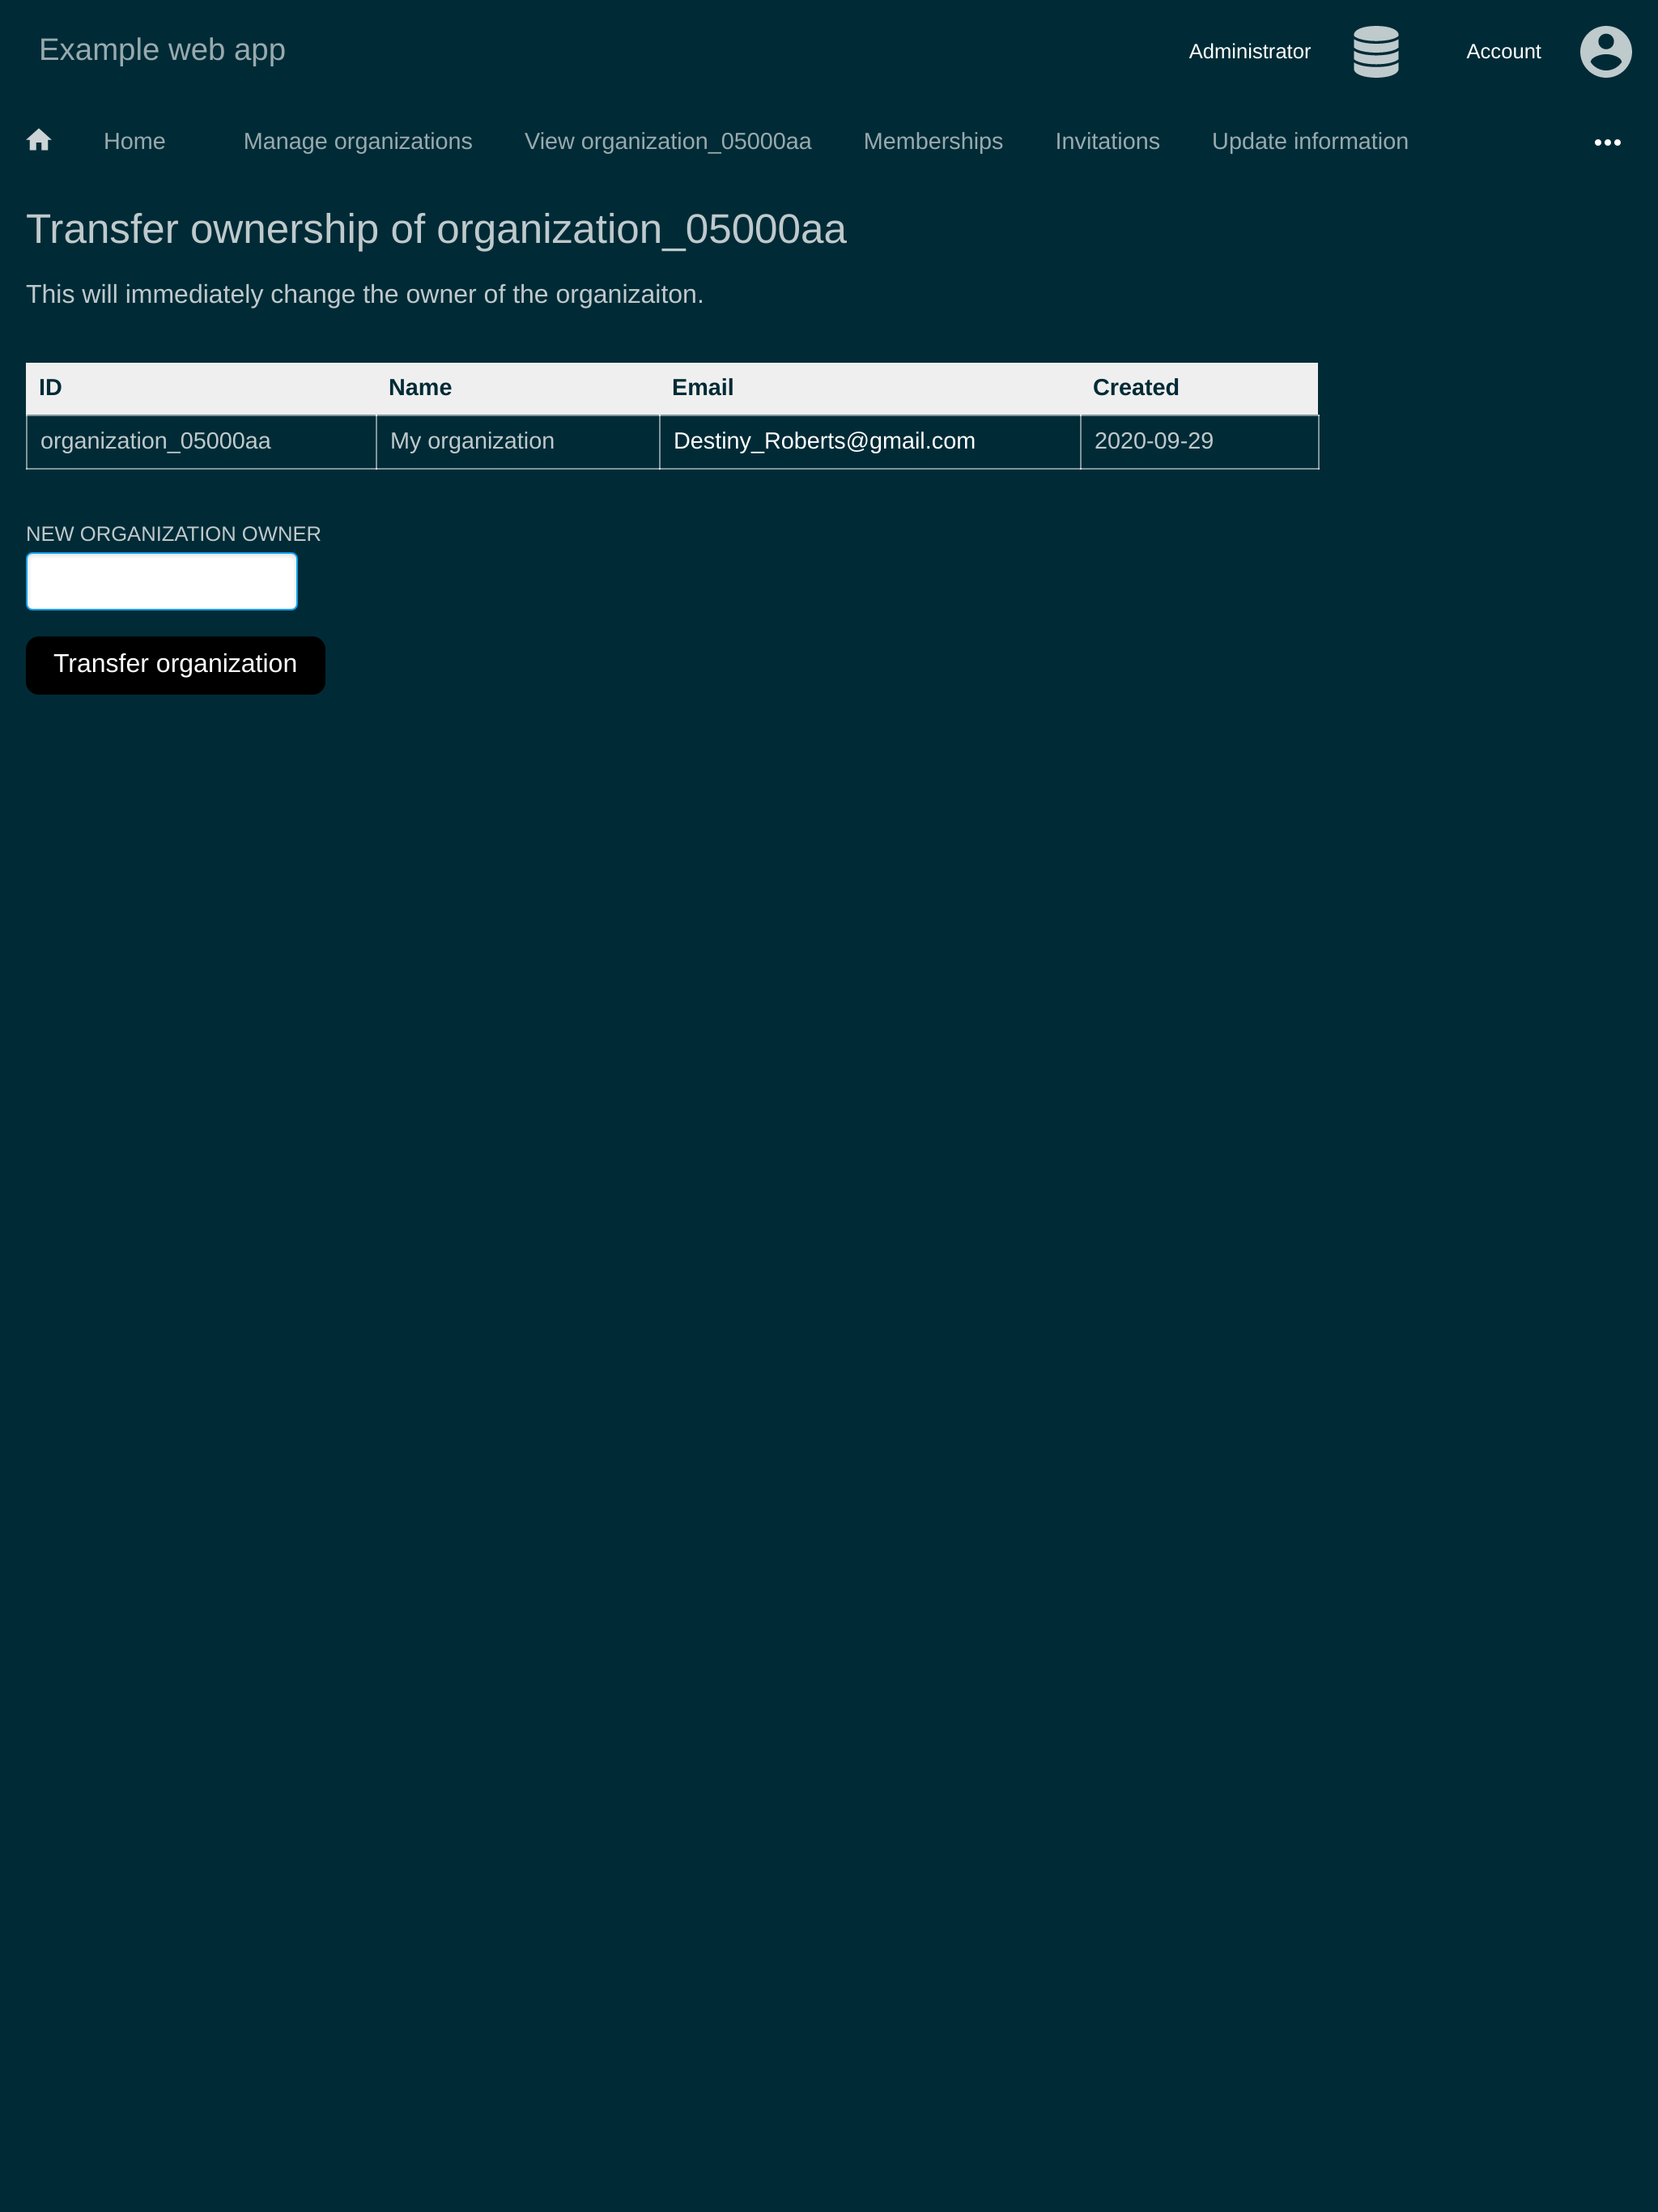 Example web app
Administrator
Account
Home Manage organizations View organization_05000aa Memberships Invitations Update information •••
Transfer ownership of organization_05000aa
This will immediately change the owner of the organizaiton.
ID Name Email Created
organization_05000aa My organization Destiny_Roberts@gmail.com 2020-09-29
NEW ORGANIZATION OWNER
Transfer organization